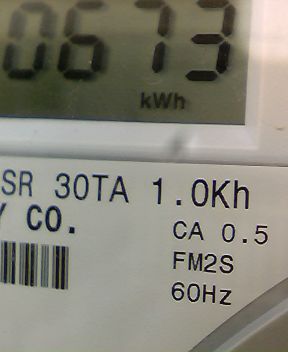 0673
kWh
SR 30TA 1.0Kh
Y CO.
CA 0.5
FM2S
60Hz